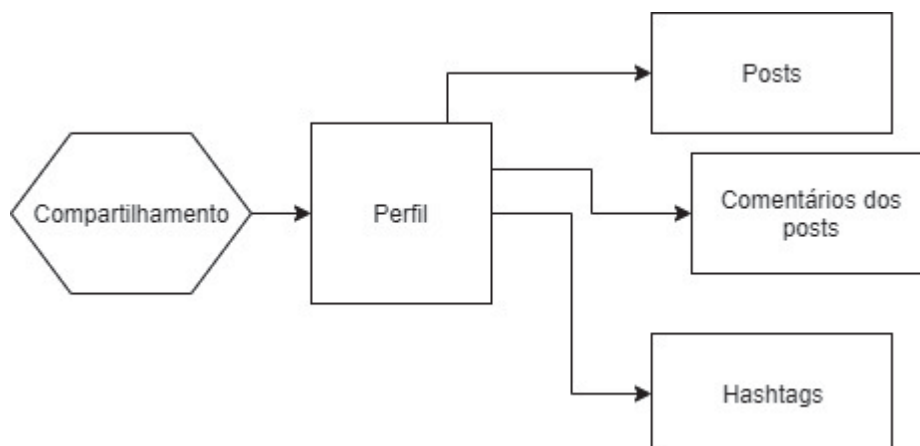 Posts
Compartilhamento
Perfil
Comentários dos
posts
Hashtags